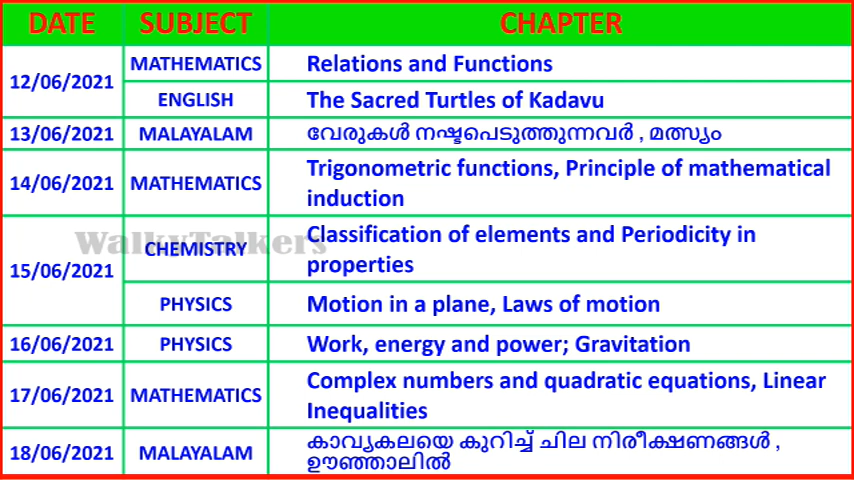 DATE SUBJECT CHAPTER
12/06/2021 MATHEMATICS Relations and Functions
ENGLISH The Sacred Turtles of Kadavu
13/06/2021 MALAYALAM വേരുകൾ നഷ്ടപെടുത്തുന്നവർ , മത്സ്യം
14/06/2021 MATHEMATICS Trigonometric functions, Principle of mathematical
induction
WalkyTalkers
15/06/2021 CHEMISTRY Classification of elements and Periodicity in
properties
PHYSICS Motion in a plane, Laws of motion
16/06/2021 PHYSICS Work, energy and power; Gravitation
17/06/2021 MATHEMATICS Complex numbers and quadratic equations, Linear
Inequalities
18/06/2021 MALAYALAM കാവ്യകലയെ കുറിച്ച് ചില നിരീക്ഷണങ്ങൾ ,
ഊഞ്ഞാലിൽ